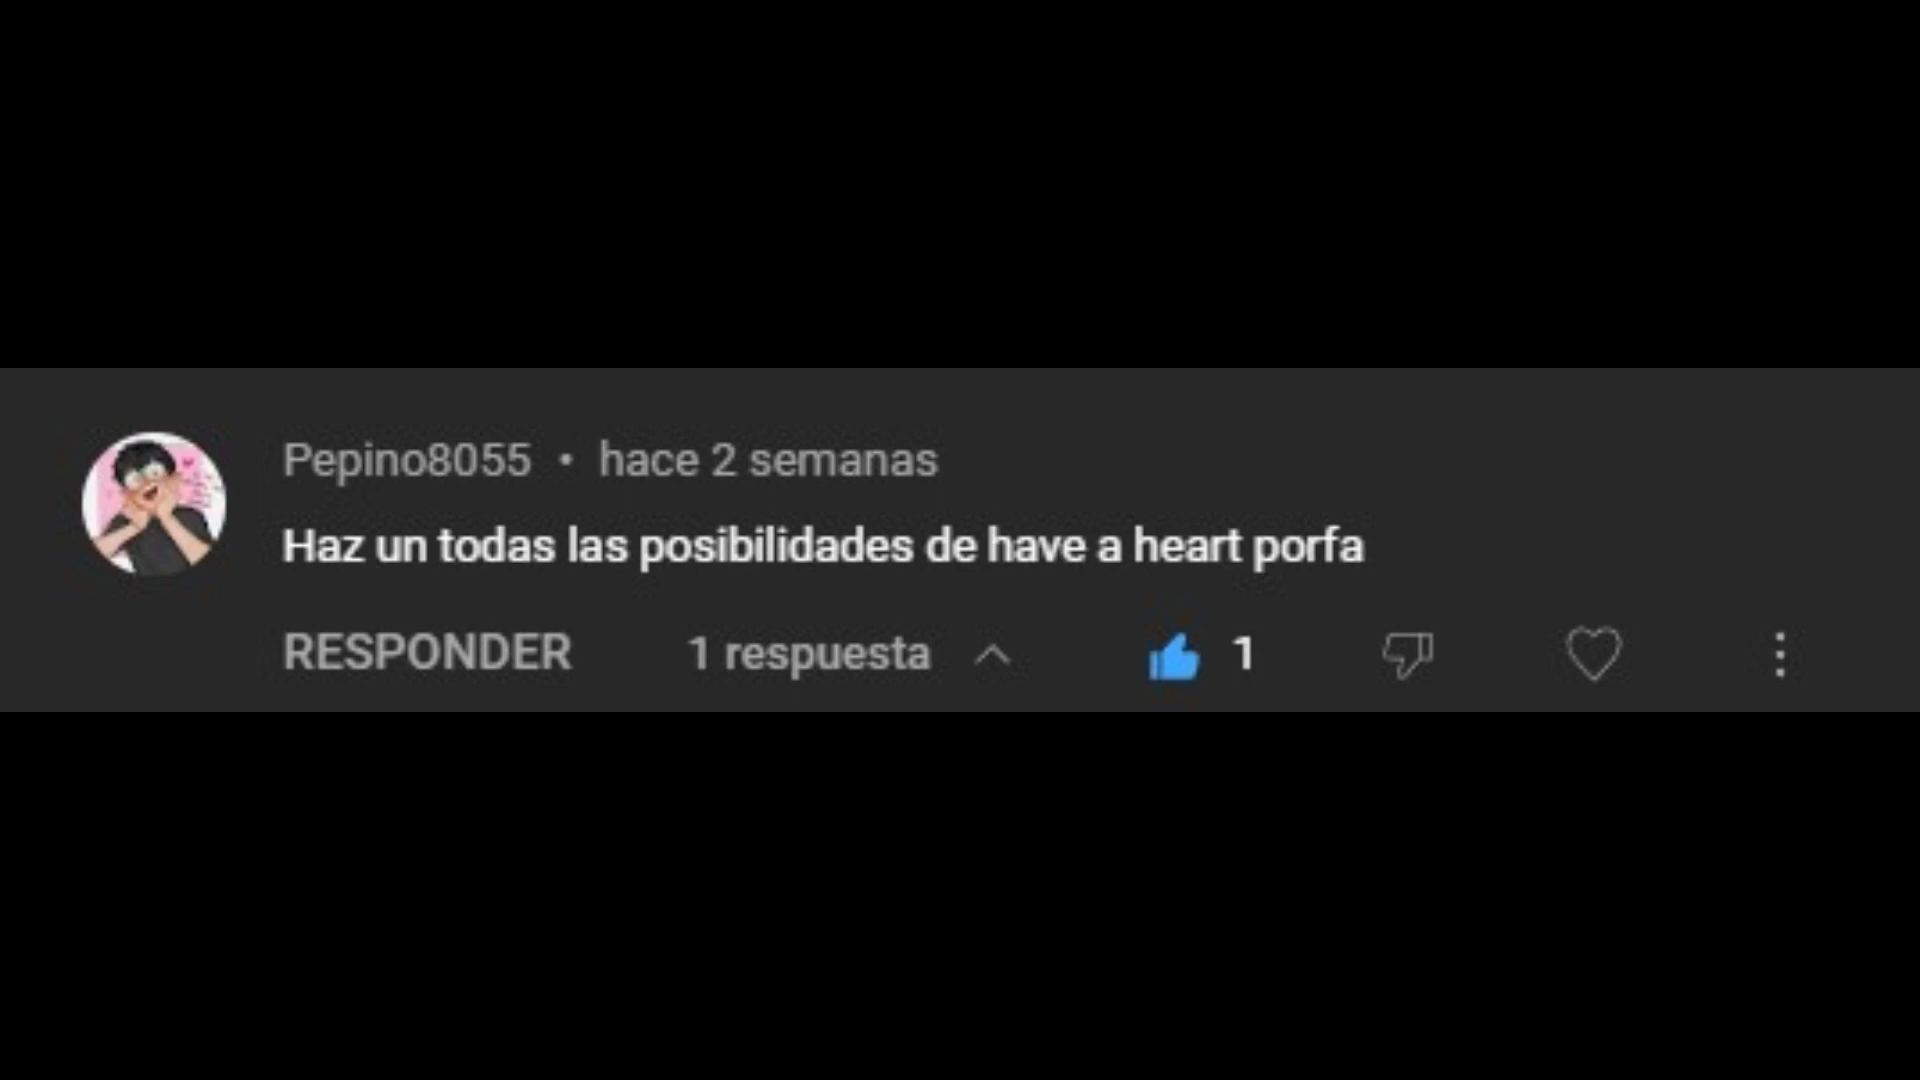 Pepino8055 • hace 2 semanas
Haz un todas las posibilidades de have a heart porfa
RESPONDER 1 respuesta 1